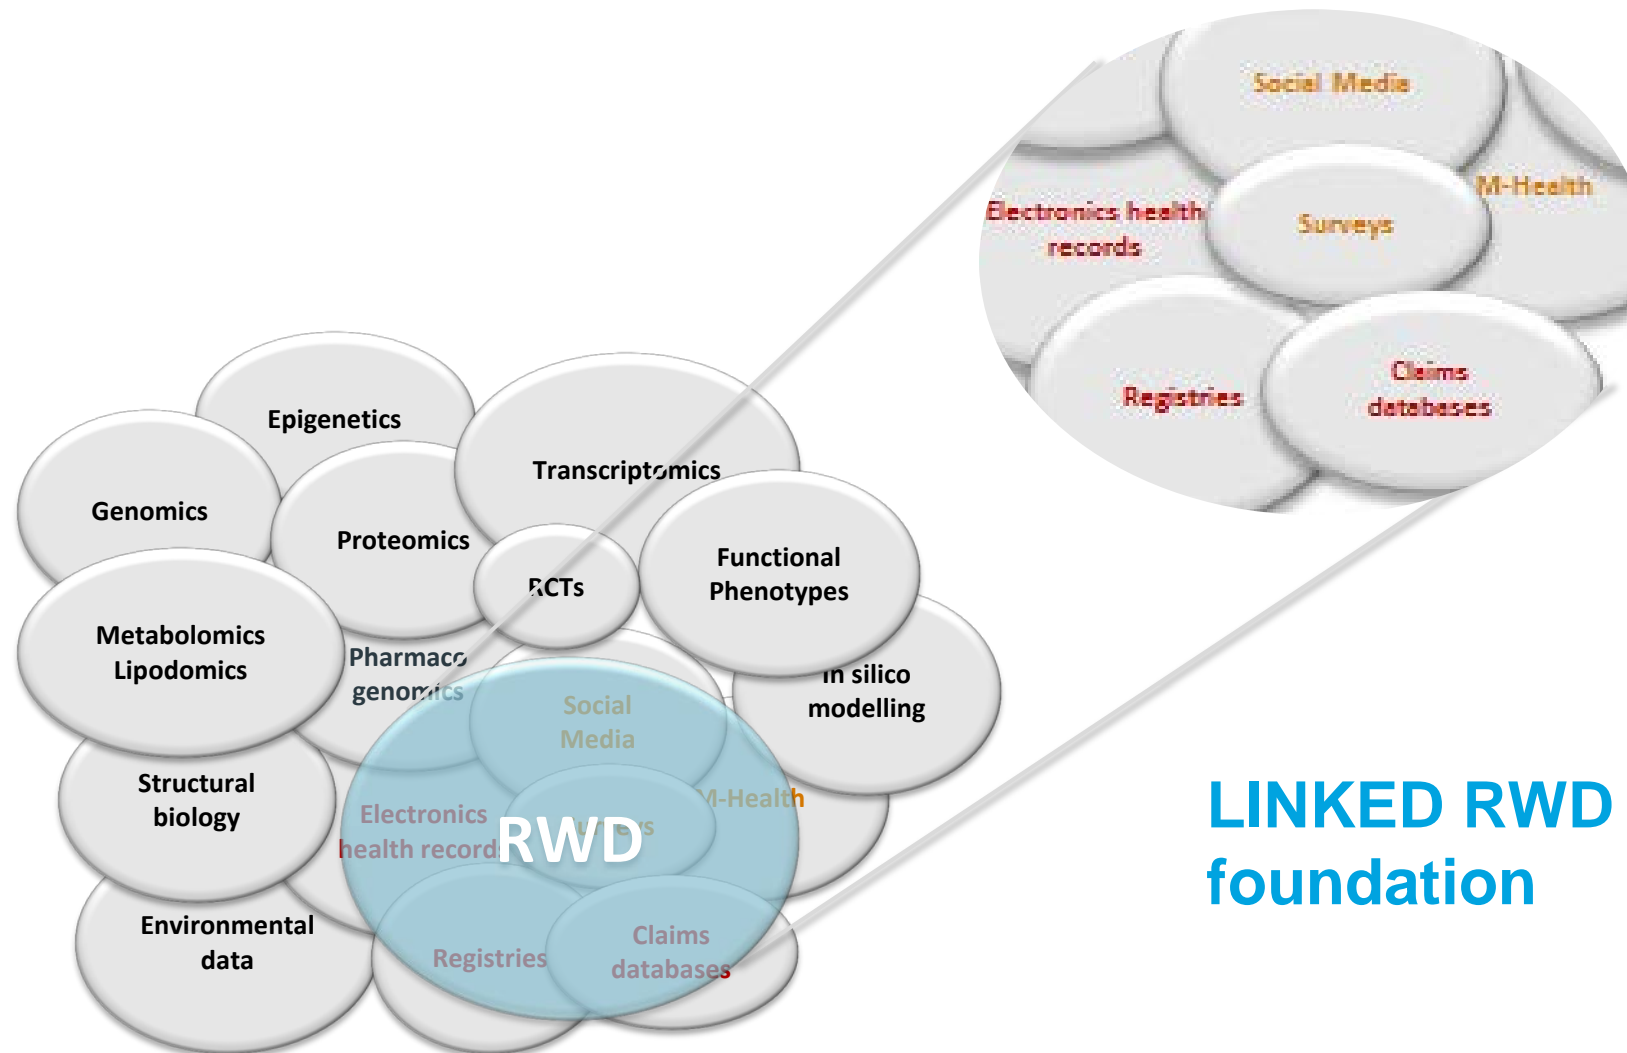 Social Media
M-Health
Electronics health
records
Surveys
Registries
Claims
databases
Epigenetics
Transcriptomics
Genomics
Proteomics
RCTs
Functional
Phenotypes
Metabolomics
Lipodomics
Pharmaco
genomics
In silico
modelling
Social
Media
Structural
biology
M-Health
Electronics
health records
Surveys
RWD
Environmental
data
Registries
Claims
databases
LINKED RWD
foundation